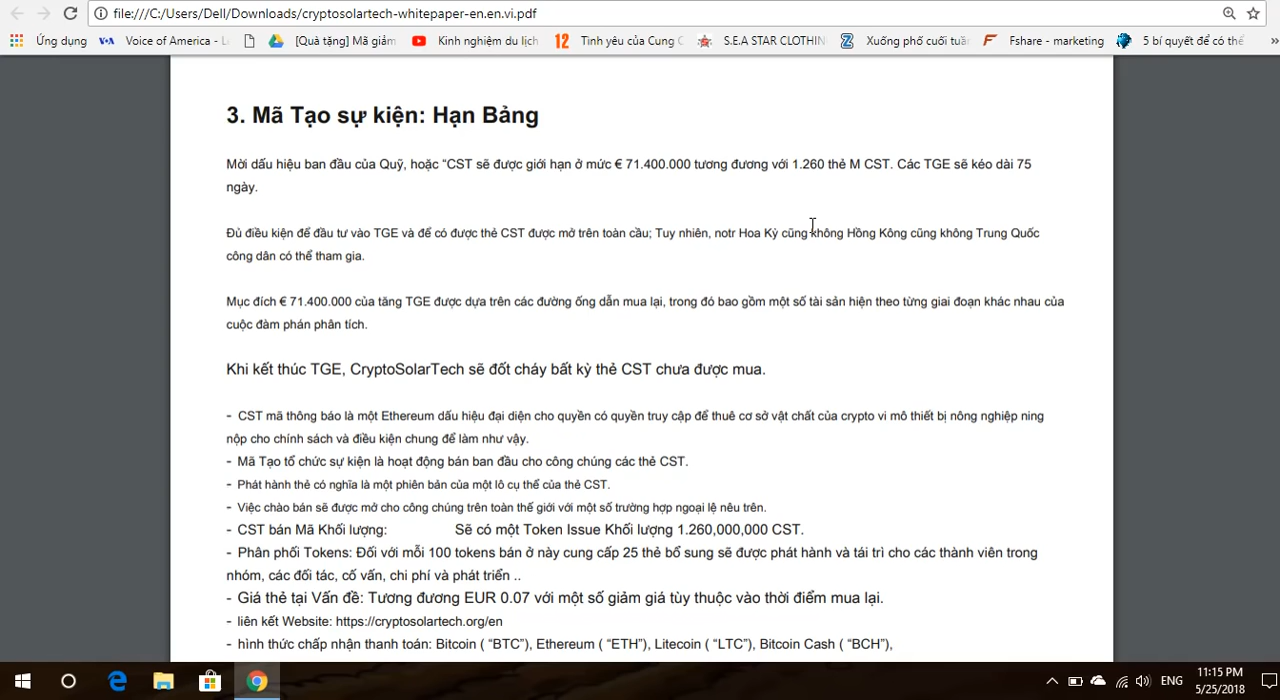 file:///C:/Users/Dell/Downloads/cryptosolartech-whitepaper-en.en.vi.pdf
Ứng dụng VOA Voice of America - L [Quà tặng] Mã giảm Kinh nghiệm du lịch 12 Tình yêu của Cung S.E.A STAR CLOTHIN Xuống phố cuối tuần Fshare - marketing 5 bí quyết để có thể »
3. Mã Tạo sự kiện: Hạn Bảng
Mời dấu hiệu ban đầu của Quỹ, hoặc “CST sẽ được giới hạn ở mức € 71.400.000 tương đương với 1.260 thẻ M CST. Các TGE sẽ kéo dài 75
ngày.
Đủ điều kiện để đầu tư vào TGE và để có được thẻ CST được mở trên toàn cầu; Tuy nhiên, notr Hoa Kỳ cũng không Hồng Kông cũng không Trung Quốc
công dân có thể tham gia.
Mục đích € 71.400.000 của tăng TGE được dựa trên các đường ống dẫn mua lại, trong đó bao gồm một số tài sản hiện theo từng giai đoạn khác nhau của
cuộc đàm phán phân tích.
Khi kết thúc TGE, CryptoSolarTech sẽ đốt cháy bất kỳ thẻ CST chưa được mua.
- CST mã thông báo là một Ethereum dấu hiệu đại diện cho quyền có quyền truy cập để thuê cơ sở vật chất của crypto vi mô thiết bị nông nghiệp ning
nộp cho chính sách và điều kiện chung để làm như vậy.
- Mã Tạo tổ chức sự kiện là hoạt động bán ban đầu cho công chúng các thẻ CST.
- Phát hành thẻ có nghĩa là một phiên bản của một lô cụ thể của thẻ CST.
- Việc chào bán sẽ được mở cho công chúng trên toàn thế giới với một số trường hợp ngoại lệ nêu trên.
- CST bán Mã Khối lượng: Sẽ có một Token Issue Khối lượng 1.260,000,000 CST.
- Phân phối Tokens: Đối với mỗi 100 tokens bán ở này cung cấp 25 thẻ bổ sung sẽ được phát hành và tái trì cho các thành viên trong
nhóm, các đối tác, cố vấn, chi phí và phát triển ..
- Giá thẻ tại Vấn đề: Tương đương EUR 0.07 với một số giảm giá tùy thuộc vào thời điểm mua lại.
- liên kết Website: https://cryptosolartech.org/en
- hình thức chấp nhận thanh toán: Bitcoin ( “BTC”), Ethereum ( “ETH”), Litecoin ( “LTC”), Bitcoin Cash ( “BCH”),
ENG
11:15 PM
5/25/2018